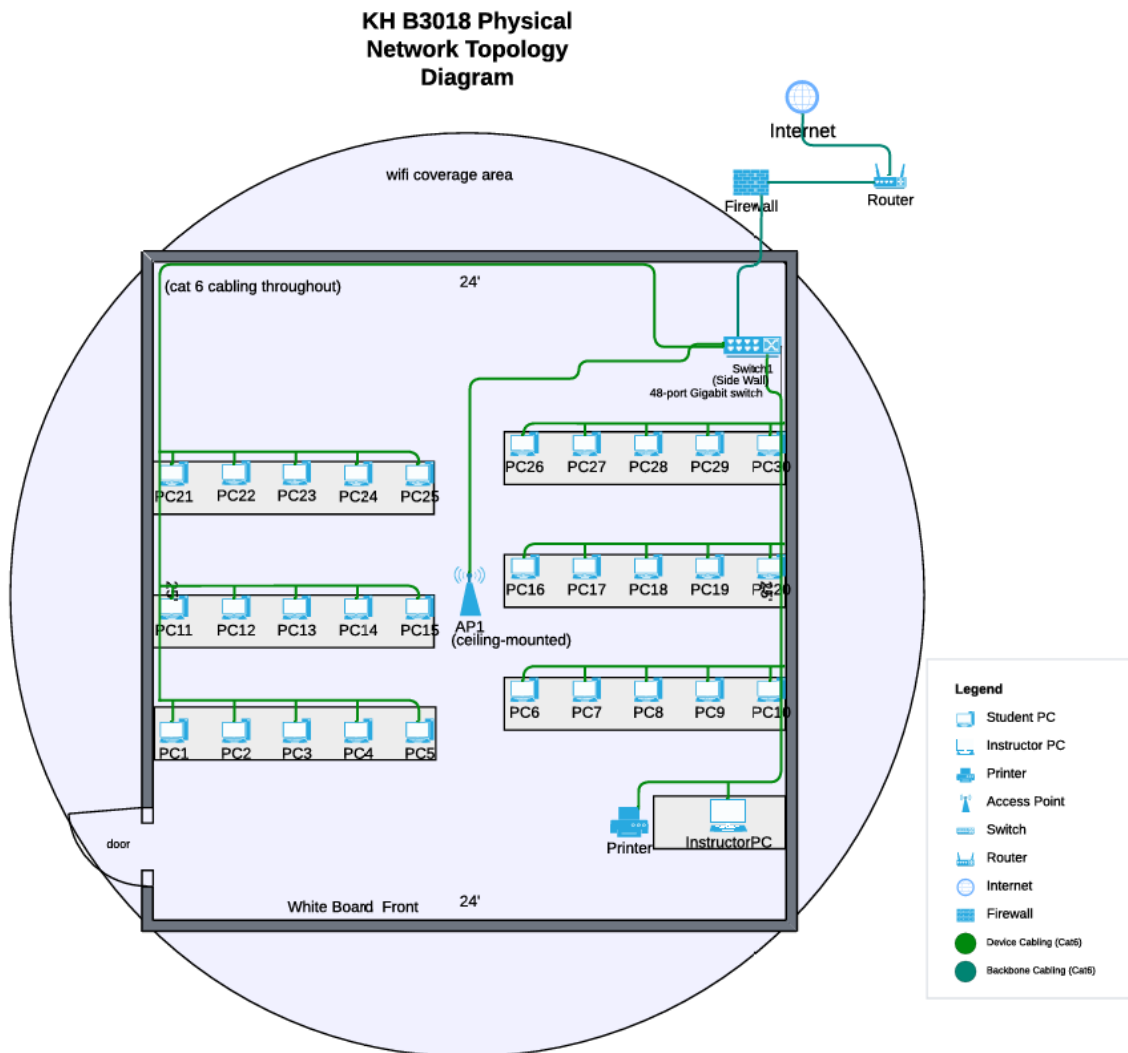 KH B3018 Physical
Network Topology
Diagram
Internet
wifi coverage area
Firewall
Router
24'
(cat 6 cabling throughout)
Switch1
(Side Wall)
48-port Gigabit switch
PC26 PC27 PC28 PC29 PC30
PC21 PC22 PC23 PC24 PC25
25'
PC16 PC17 PC18 PC19 PC20
25'
PC11 PC12 PC13 PC14 PC15
AP1
(ceiling-mounted)
PC6 PC7 PC8 PC9 PC10
PC1 PC2 PC3 PC4 PC5
door
Printer
InstructorPC
White Board Front
24'
Legend
Student PC
Instructor PC
Printer
Access Point
Switch
Router
Internet
Firewall
Device Cabling (Cat6)
Backbone Cabling (Cat6)